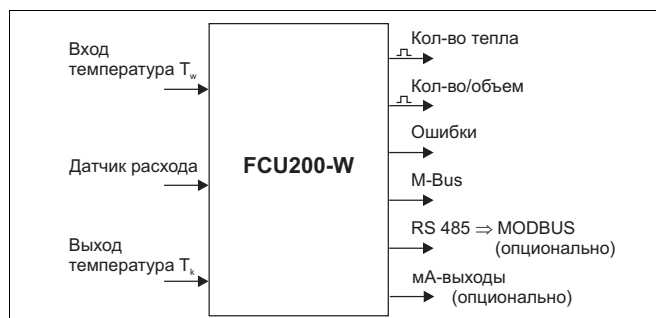 Вход
температура Tw
Датчик расхода
Выход
температура Tk
FCU200-W
Кол-во тепла
Кол-во/объем
Ошибки
M-Bus
RS 485 ⇒ MODBUS
(опционально)
мА-выходы
(опционально)